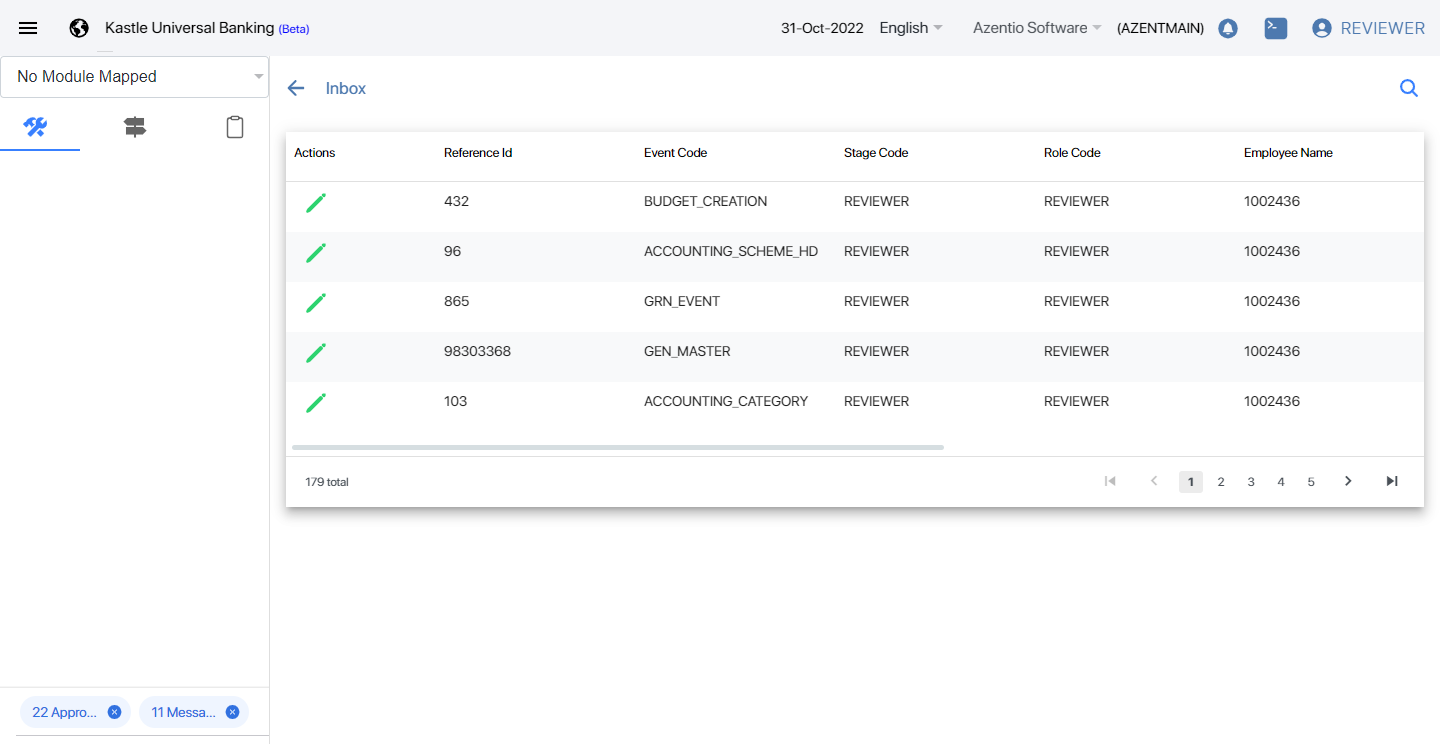 Kastle Universal Banking (Beta) 31-Oct-2022 English Azentio Software (AZENTMAIN) REVIEWER
No Module Mapped
Inbox
Actions Reference Id Event Code Stage Code Role Code Employee Name
432 BUDGET_CREATION REVIEWER REVIEWER 1002436
96 ACCOUNTING_SCHEME_HD REVIEWER REVIEWER 1002436
865 GRN_EVENT REVIEWER REVIEWER 1002436
98303368 GEN_MASTER REVIEWER REVIEWER 1002436
103 ACCOUNTING_CATEGORY REVIEWER REVIEWER 1002436
179 total 1 2 3 4 5
22 Appro... 11 Messa...